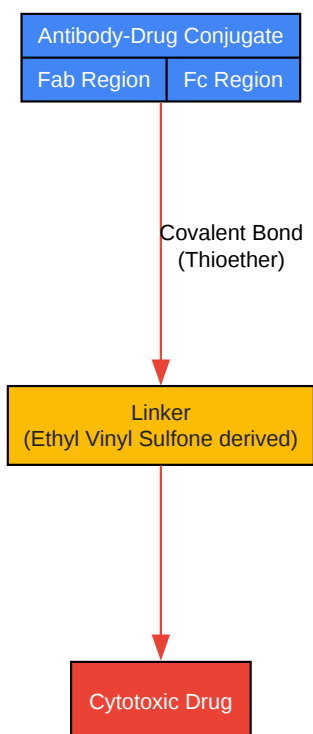 Antibody-Drug Conjugate
Fab Region Fc Region
Covalent Bond
(Thioether)
Linker
(Ethyl Vinyl Sulfone derived)
Cytotoxic Drug